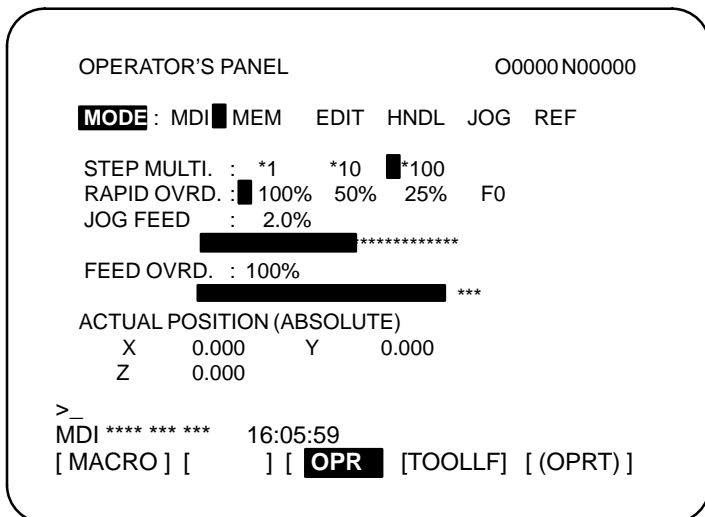 OPERATOR'S PANEL O0000 N00000
MODE : MDI MEM EDIT HNDL JOG REF
STEP MULTI. : *1 *10 *100
RAPID OVRD. : 100% 50% 25% F0
JOG FEED : 2.0%
*************
FEED OVRD. : 100%
***
ACTUAL POSITION (ABSOLUTE)
X 0.000 Y 0.000
Z 0.000
>_
MDI **** *** *** 16:05:59
[ MACRO ] [ ] [ OPR [TOOLLF] [ (OPRT) ]